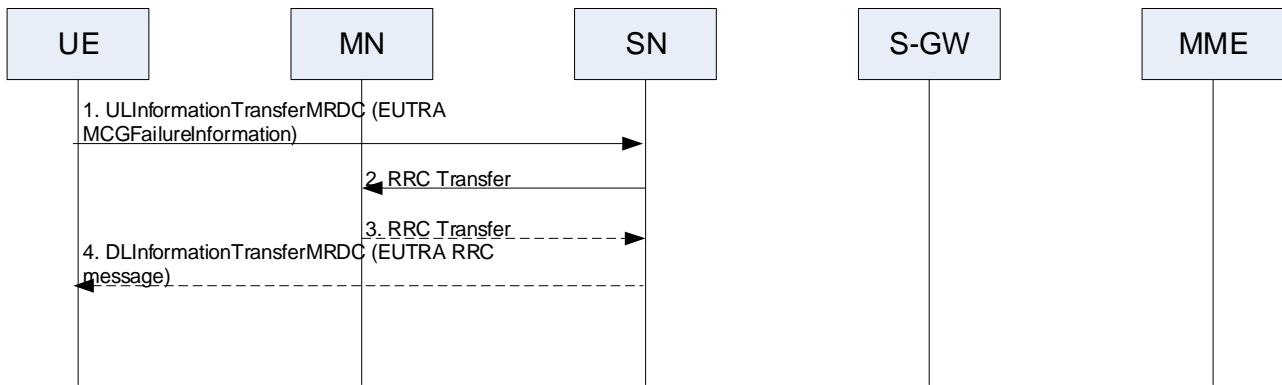 UE
MN
SN
S-GW
MME
1. ULInformationTransferMRDC (EUTRA
MCGFailureInformation)
2. RRC Transfer
3. RRC Transfer
4. DLInformationTransferMRDC (EUTRA RRC
message)